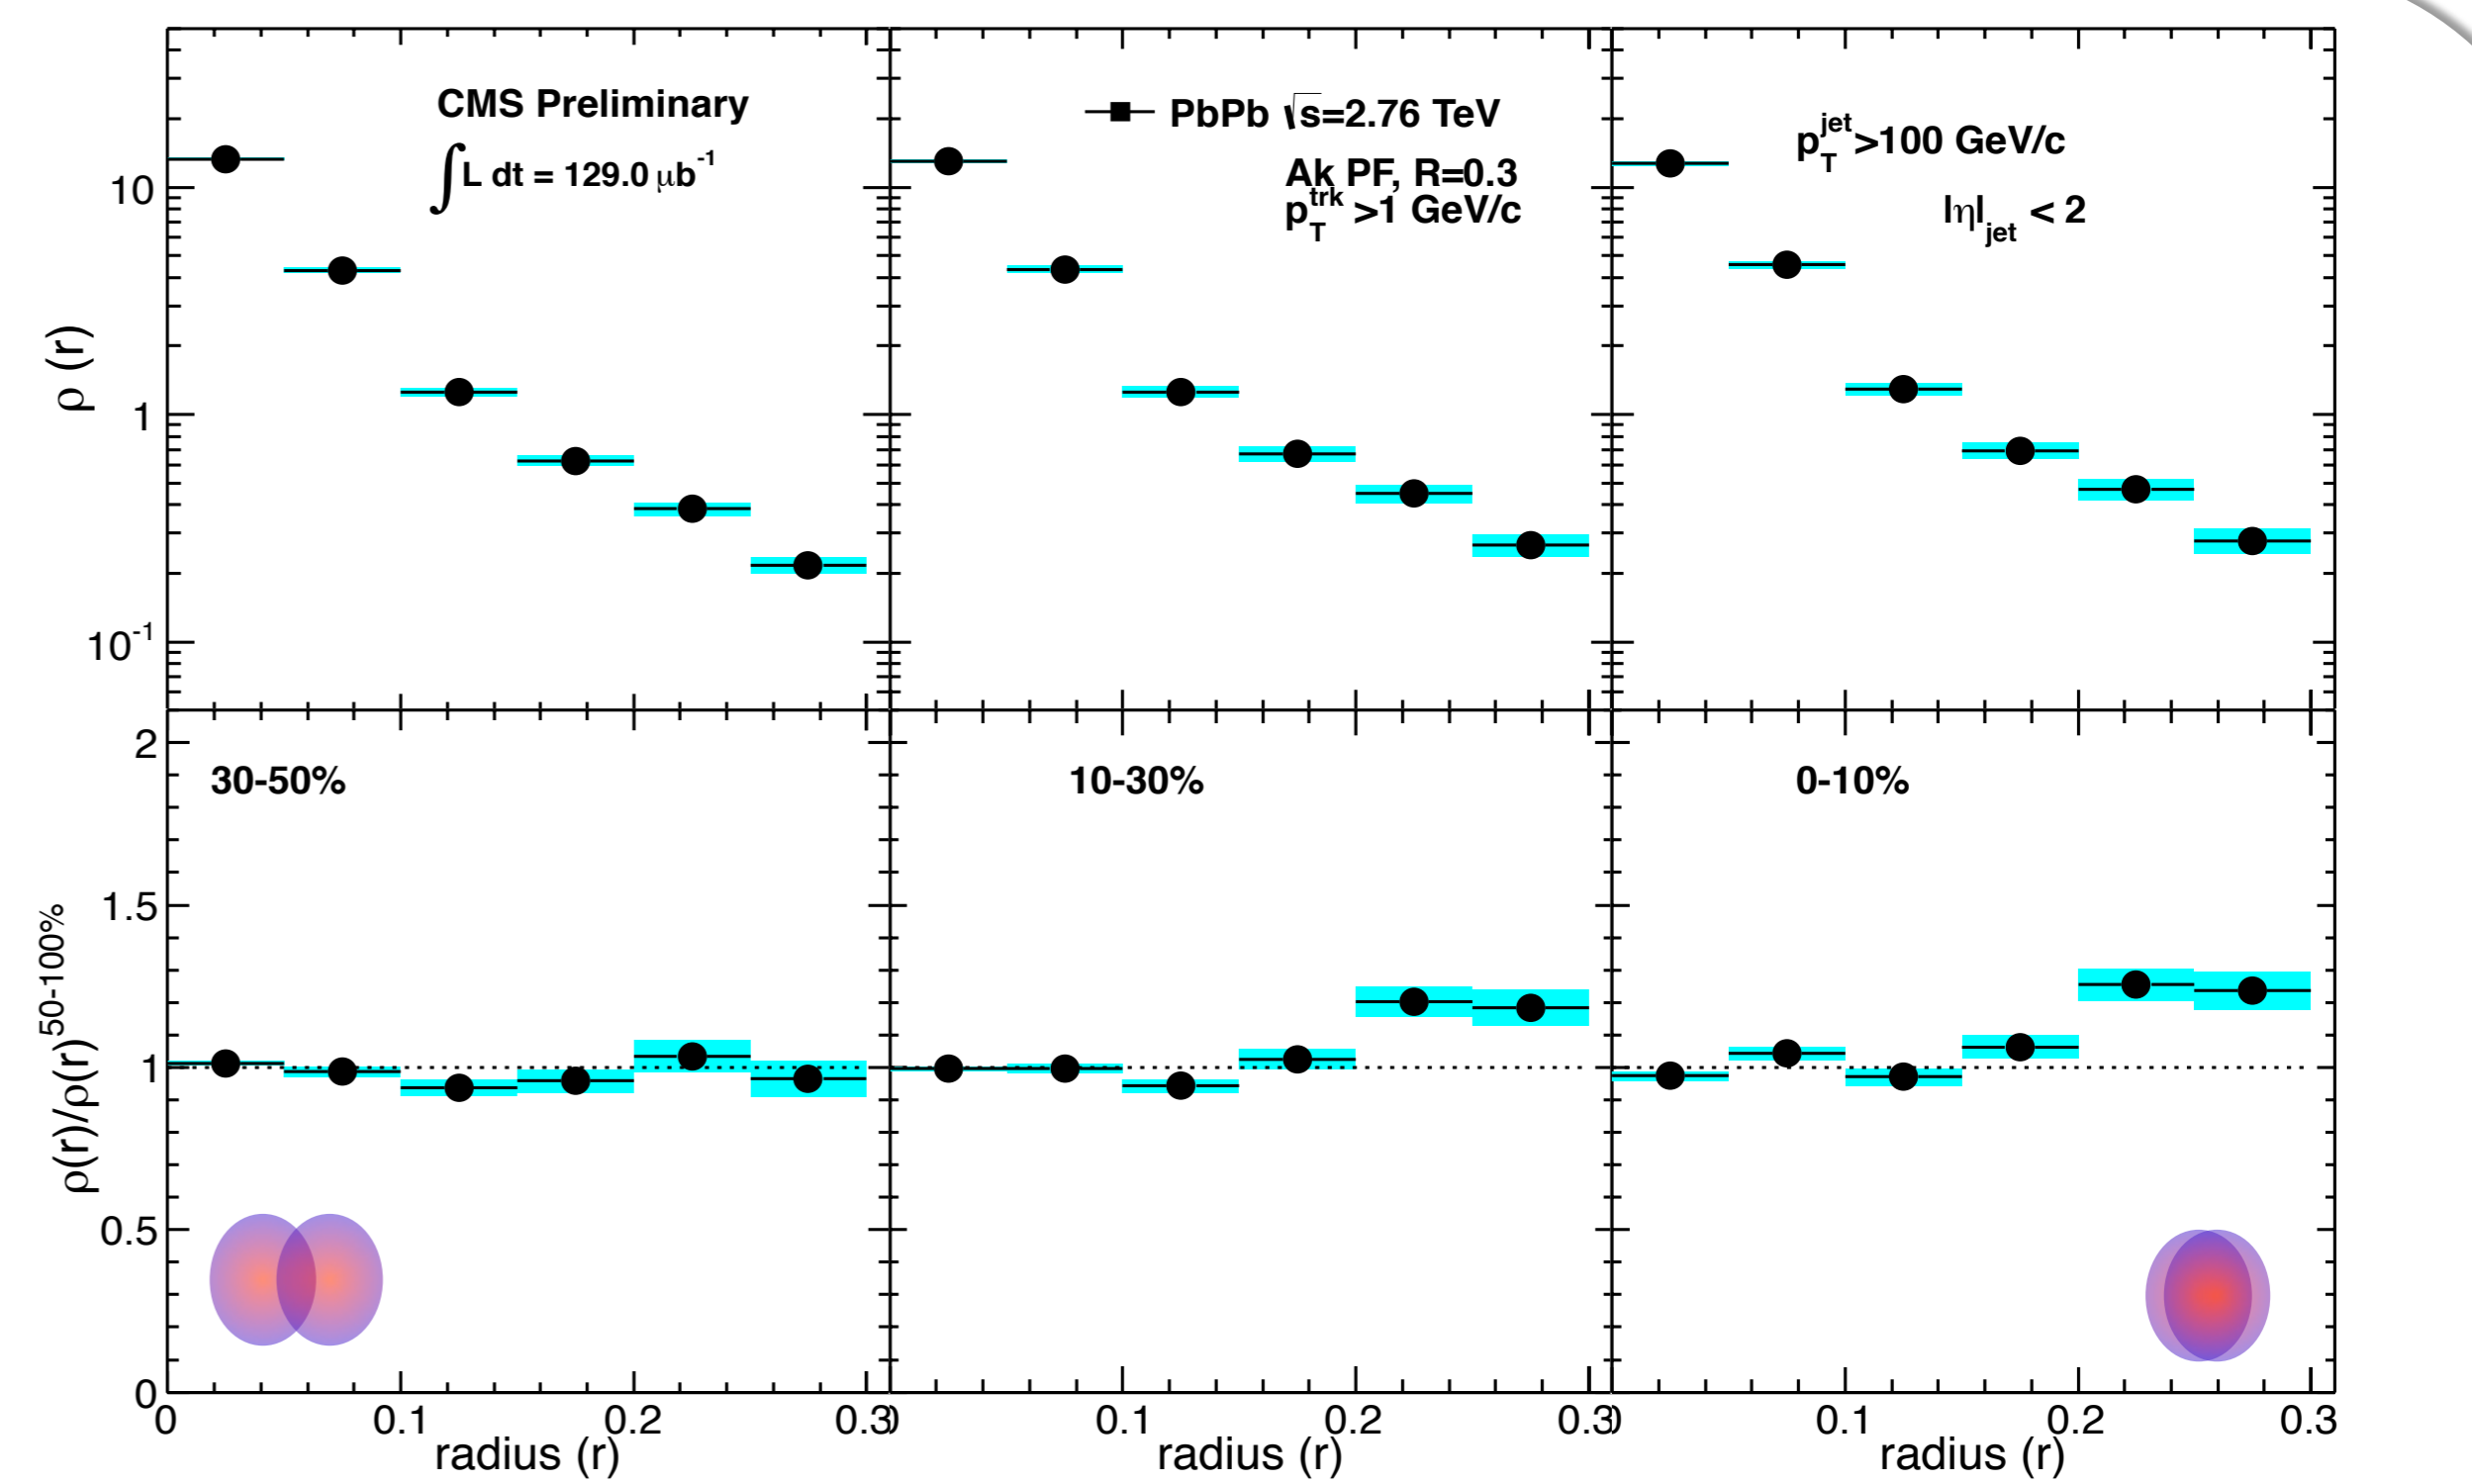 CMS Preliminary
∫L dt = 129.0 μb⁻¹
PbPb √s=2.76 TeV
Ak PF, R=0.3
p_T^trk >1 GeV/c
p_T^jet >100 GeV/c
|η|_jet < 2
10
1
10⁻¹
ρ (r)
30-50%
10-30%
0-10%
2
1.5
1
0.5
0
ρ(r)/ρ(r)^50-100%
0 0.1 0.2 0.3 0.1 0.2 0.3 0.1 0.2 0.3
radius (r) radius (r) radius (r)